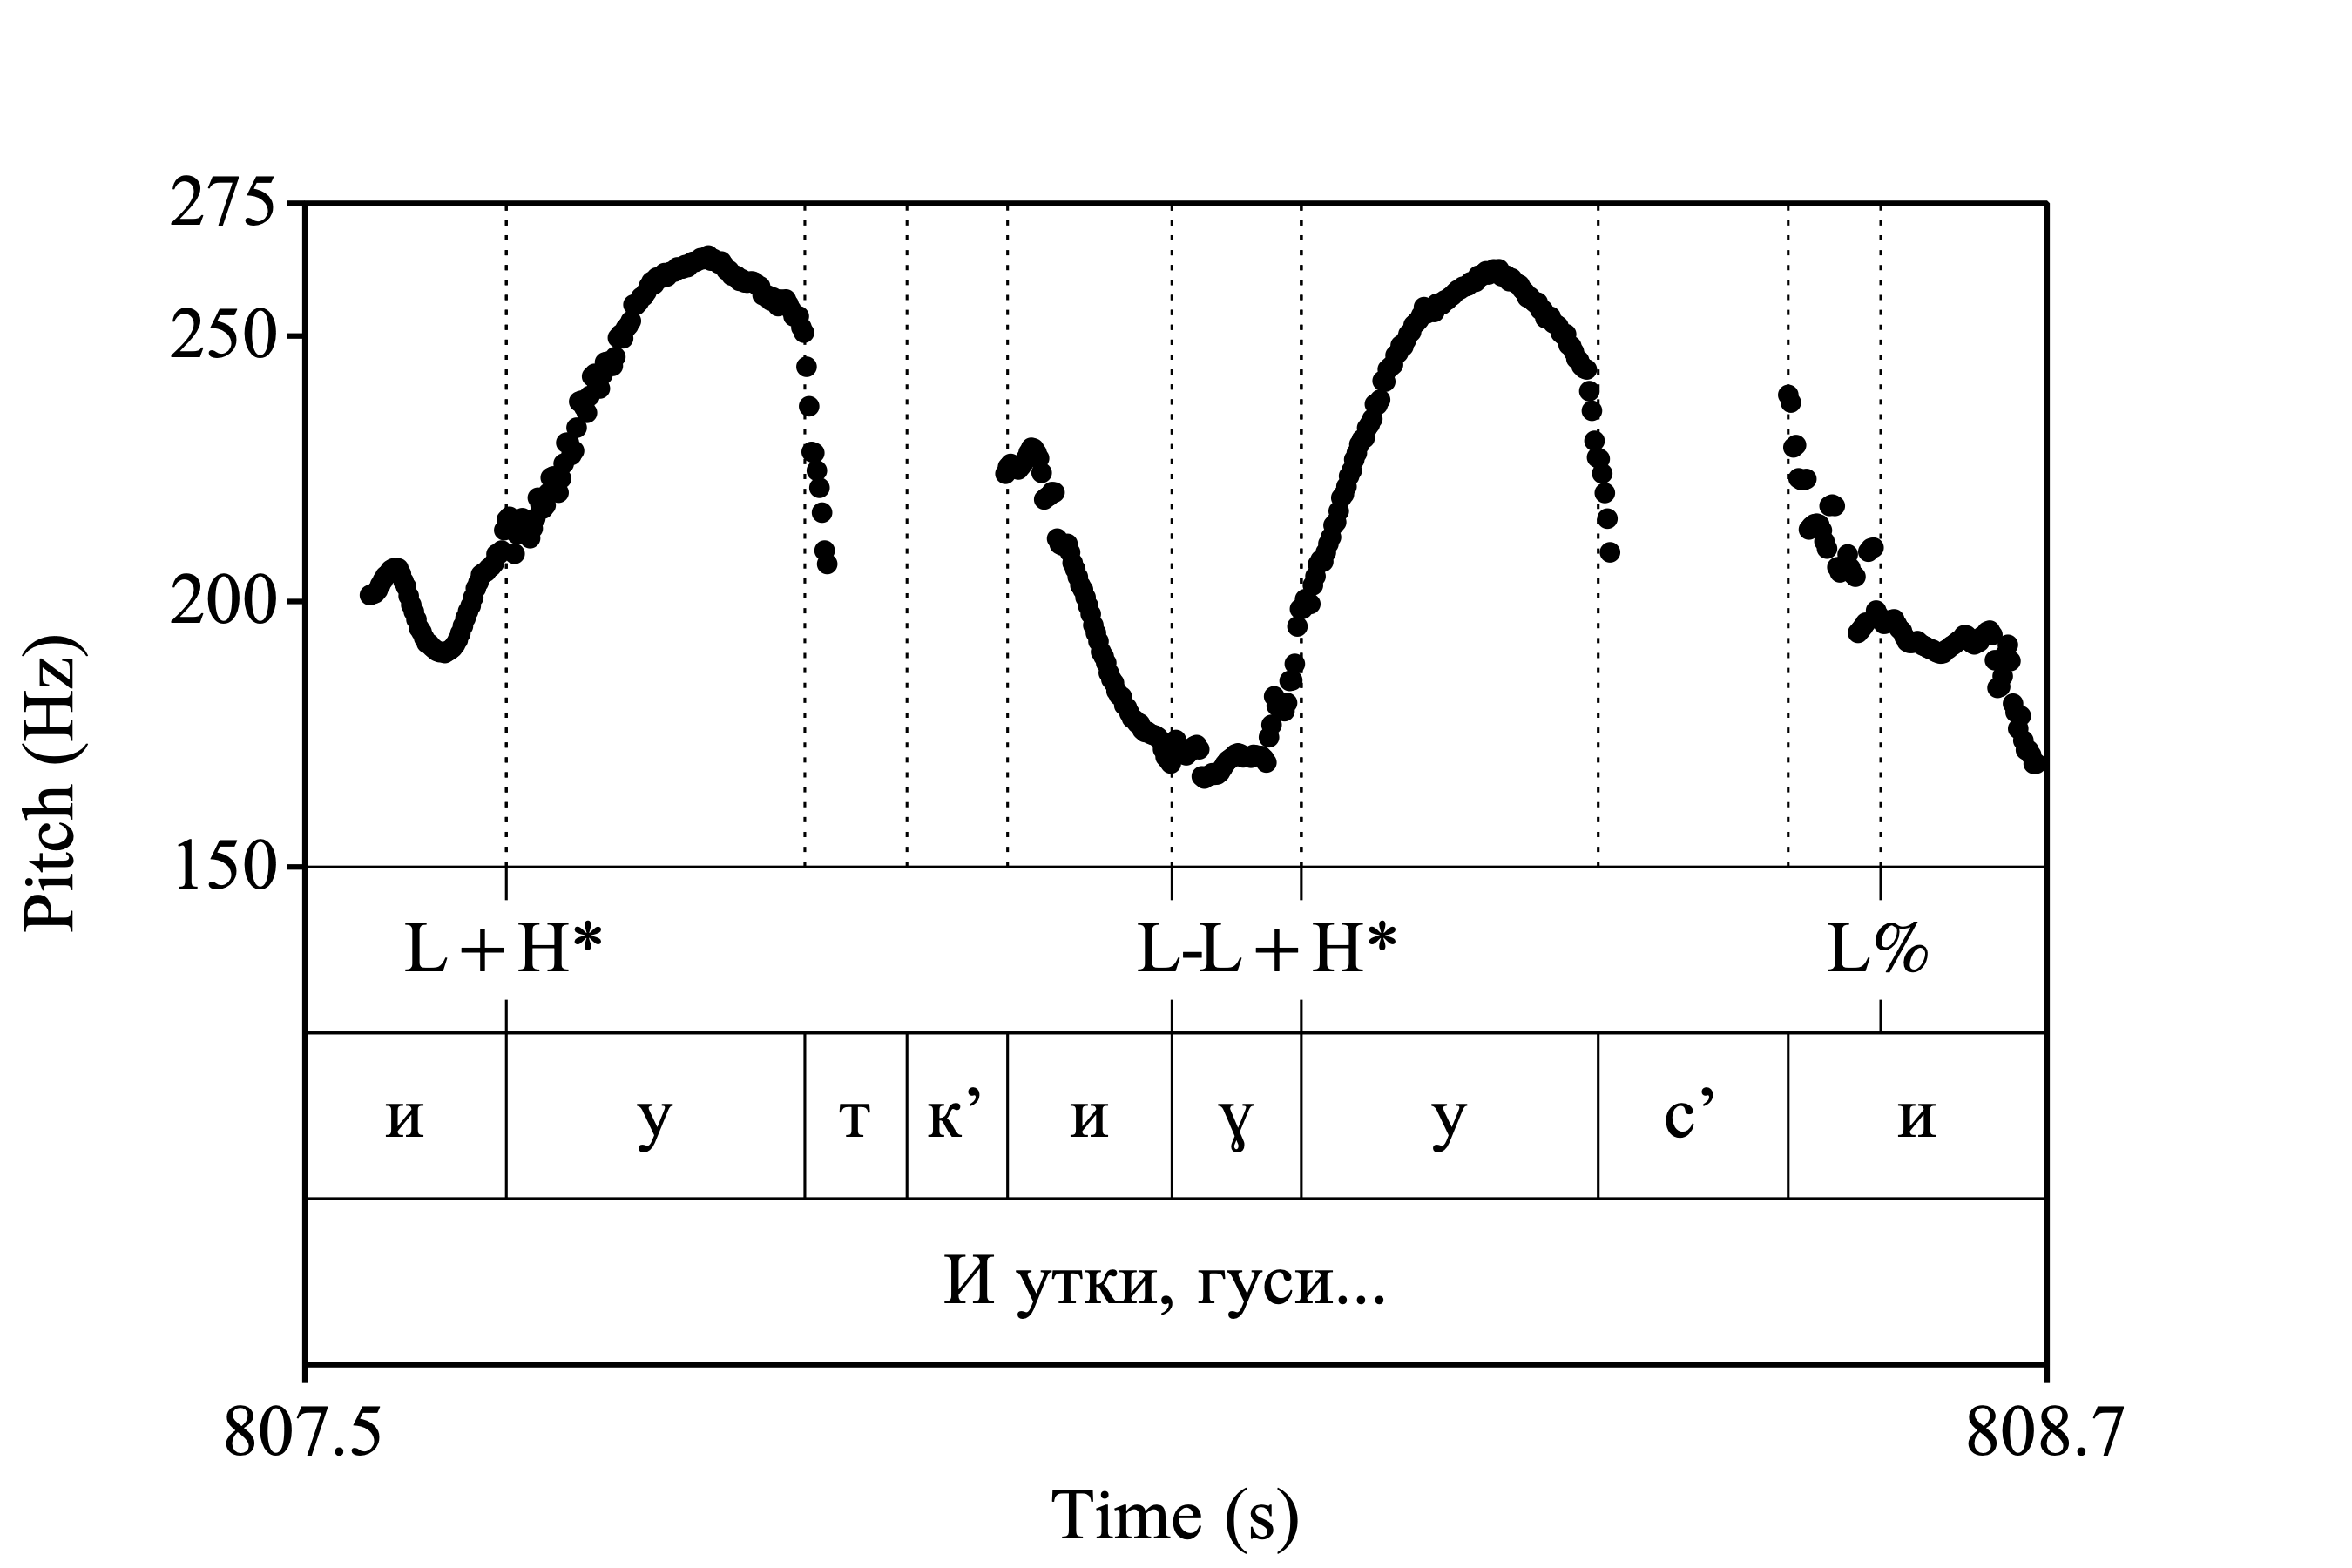 275
250
200
150
Pitch (Hz)
L + H* L-L + H* L%
и у т к’ и ɣ у с’ и
И утки, гуси...
807.5 808.7
Time (s)